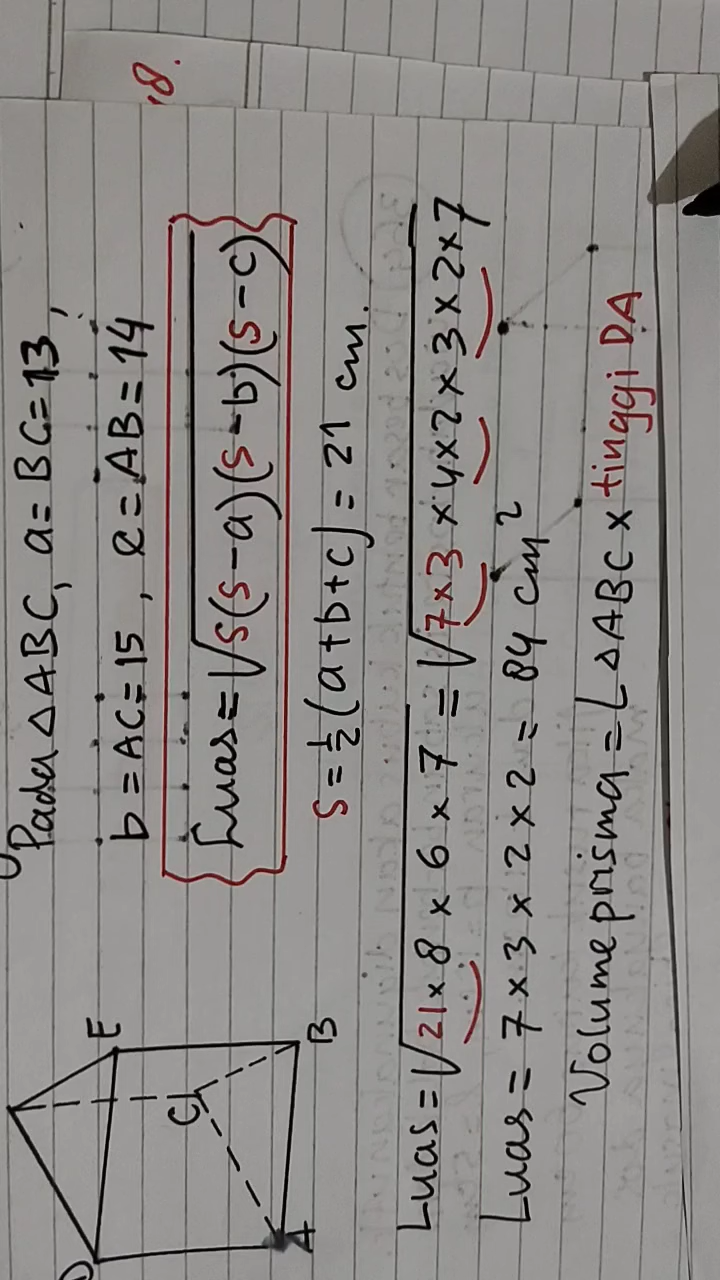 18.
Pada △ABC, a = BC = 13,
b = AC = 15, c = AB = 14
Luas = √s(s-a)(s-b)(s-c)
s = ½(a+b+c) = 21 cm.
Luas = √21 × 8 × 6 × 7 = √7×3 × 4×2 × 3 × 2×7
Luas = 7 × 3 × 2 × 2 = 84 cm²
Volume prisma = L △ABC × tinggi DA
D
E
C
A
B